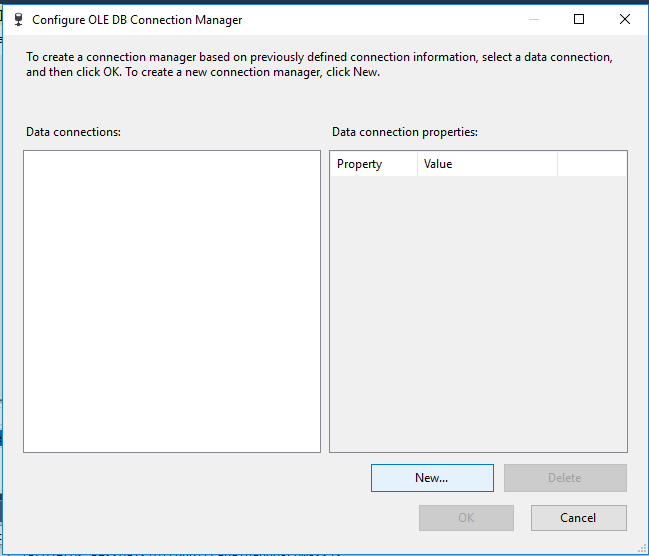 Configure OLE DB Connection Manager
To create a connection manager based on previously defined connection information, select a data connection,
and then click OK. To create a new connection manager, click New.
Data connections:
Data connection properties:
Property
Value
New...
Delete
OK
Cancel